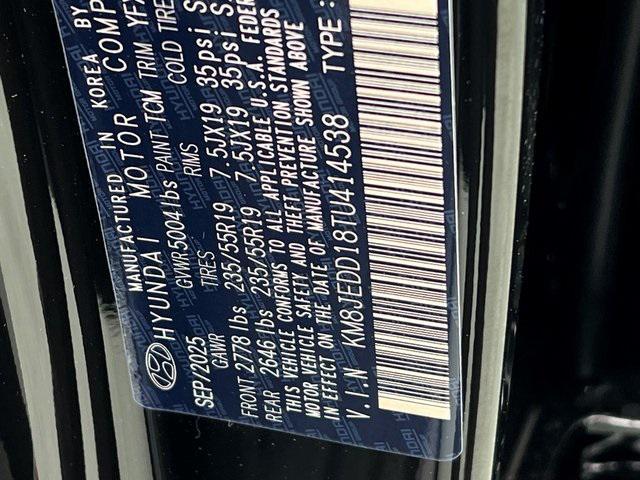 MANUFACTURED IN KOREA BY
HYUNDAI MOTOR COMP
SEP/2025 GVWR 5004 lbs PAINT TCM TRIM YFX
GAWR TIRES RIMS COLD TIRE
FRONT 2778 lbs 235/55R19 7.5JX19 35psi S.
REAR 2646 lbs 235/55R19 7.5JX19 35psi S.
THIS VEHICLE CONFORMS TO ALL APPLICABLE U.S.A. FEDER
MOTOR VEHICLE SAFETY AND THEFT PREVENTION STANDARDS
IN EFFECT ON THE DATE OF MANUFACTURE SHOWN ABOVE
V.I.N KM8JEDD18TU414538 TYPE :